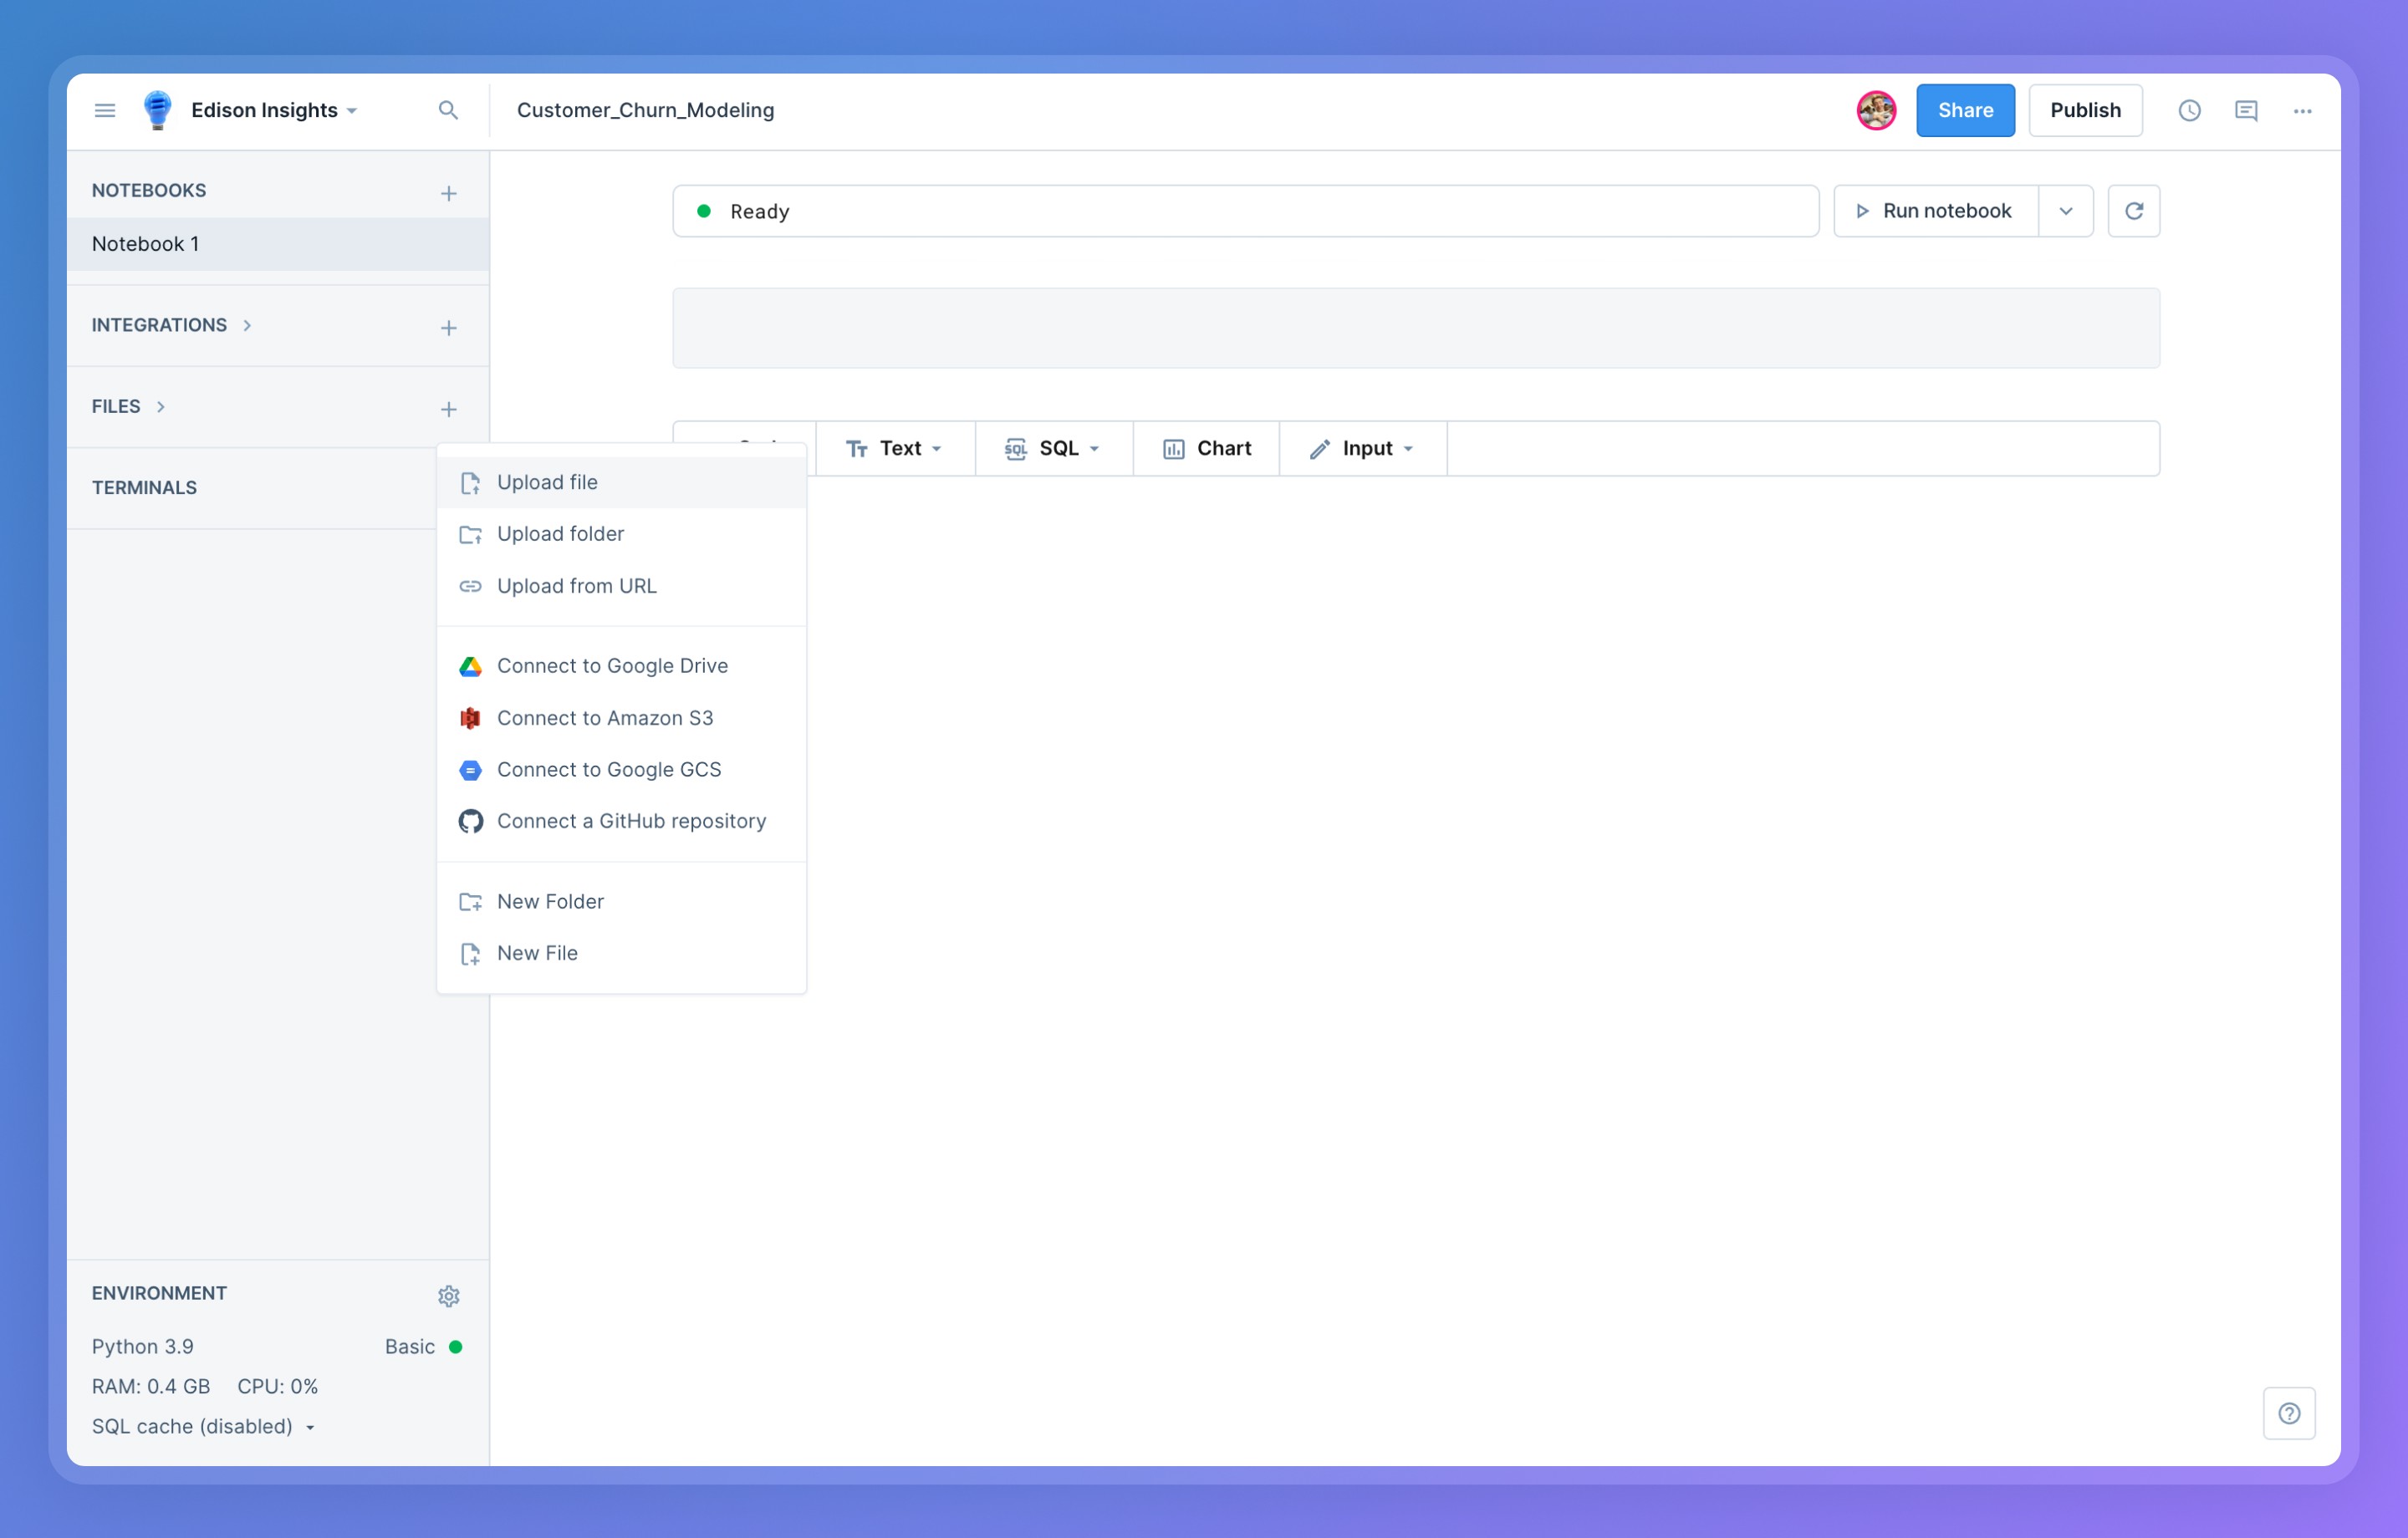 Edison Insights
Customer_Churn_Modeling
Share
Publish
NOTEBOOKS
Notebook 1
INTEGRATIONS
FILES
TERMINALS
Ready
Run notebook
Text
SQL
SQL
Chart
Input
Upload file
Upload folder
Upload from URL
Connect to Google Drive
Connect to Amazon S3
Connect to Google GCS
Connect a GitHub repository
New Folder
New File
ENVIRONMENT
Python 3.9
Basic
RAM: 0.4 GB
CPU: 0%
SQL cache (disabled)